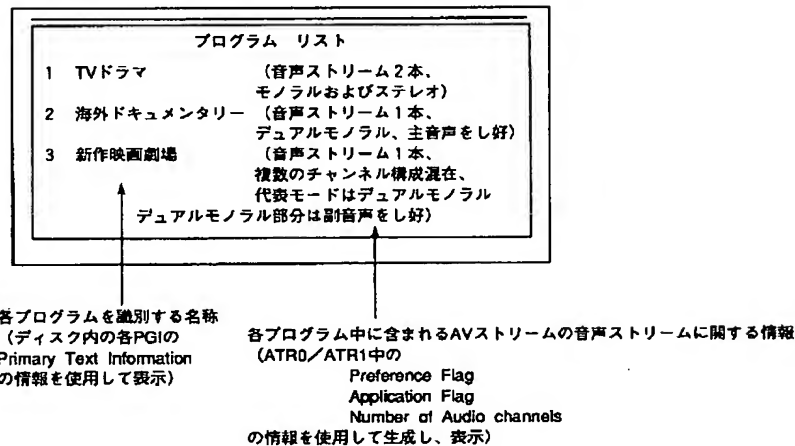 プログラム リスト
1 TVドラマ (音声ストリーム2本、
モノラルおよびステレオ)
2 海外ドキュメンタリー (音声ストリーム1本、
デュアルモノラル、主音声をし好)
3 新作映画劇場 (音声ストリーム1本、
複数のチャンネル構成混在、
代表モードはデュアルモノラル
デュアルモノラル部分は副音声をし好)
各プログラムを識別する名称
(ディスク内の各PGIの
Primary Text Information
の情報を使用して表示)
各プログラム中に含まれるAVストリームの音声ストリームに関する情報
(ATR0/ATR1中の
Preference Flag
Application Flag
Number of Audio channels
の情報を使用して生成し、表示)